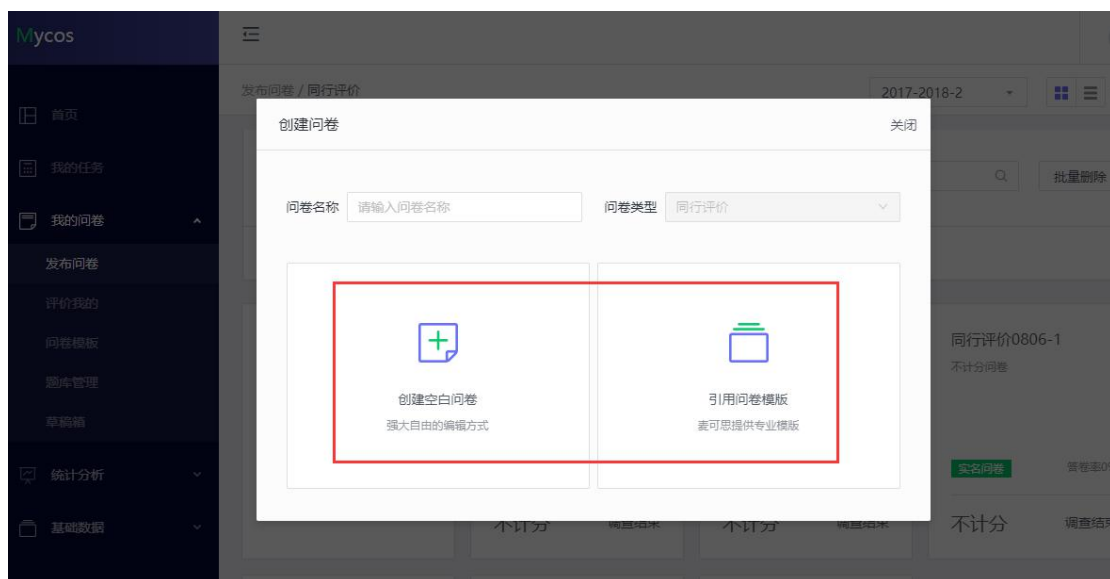 Mycos
首页
我的任务
我的问卷
发布问卷
评价我的
问卷模板
题库管理
草稿箱
统计分析
基础数据
发布问卷 / 同行评价
2017-2018-2
批量删除
创建问卷
关闭
问卷名称 请输入问卷名称 问卷类型 同行评价
创建空白问卷
强大自由的编辑方式
引用问卷模版
麦可思提供专业模版
同行评价0806-1
不计分问卷
实名问卷
不计分 调查结果 不计分 调查结果 不计分